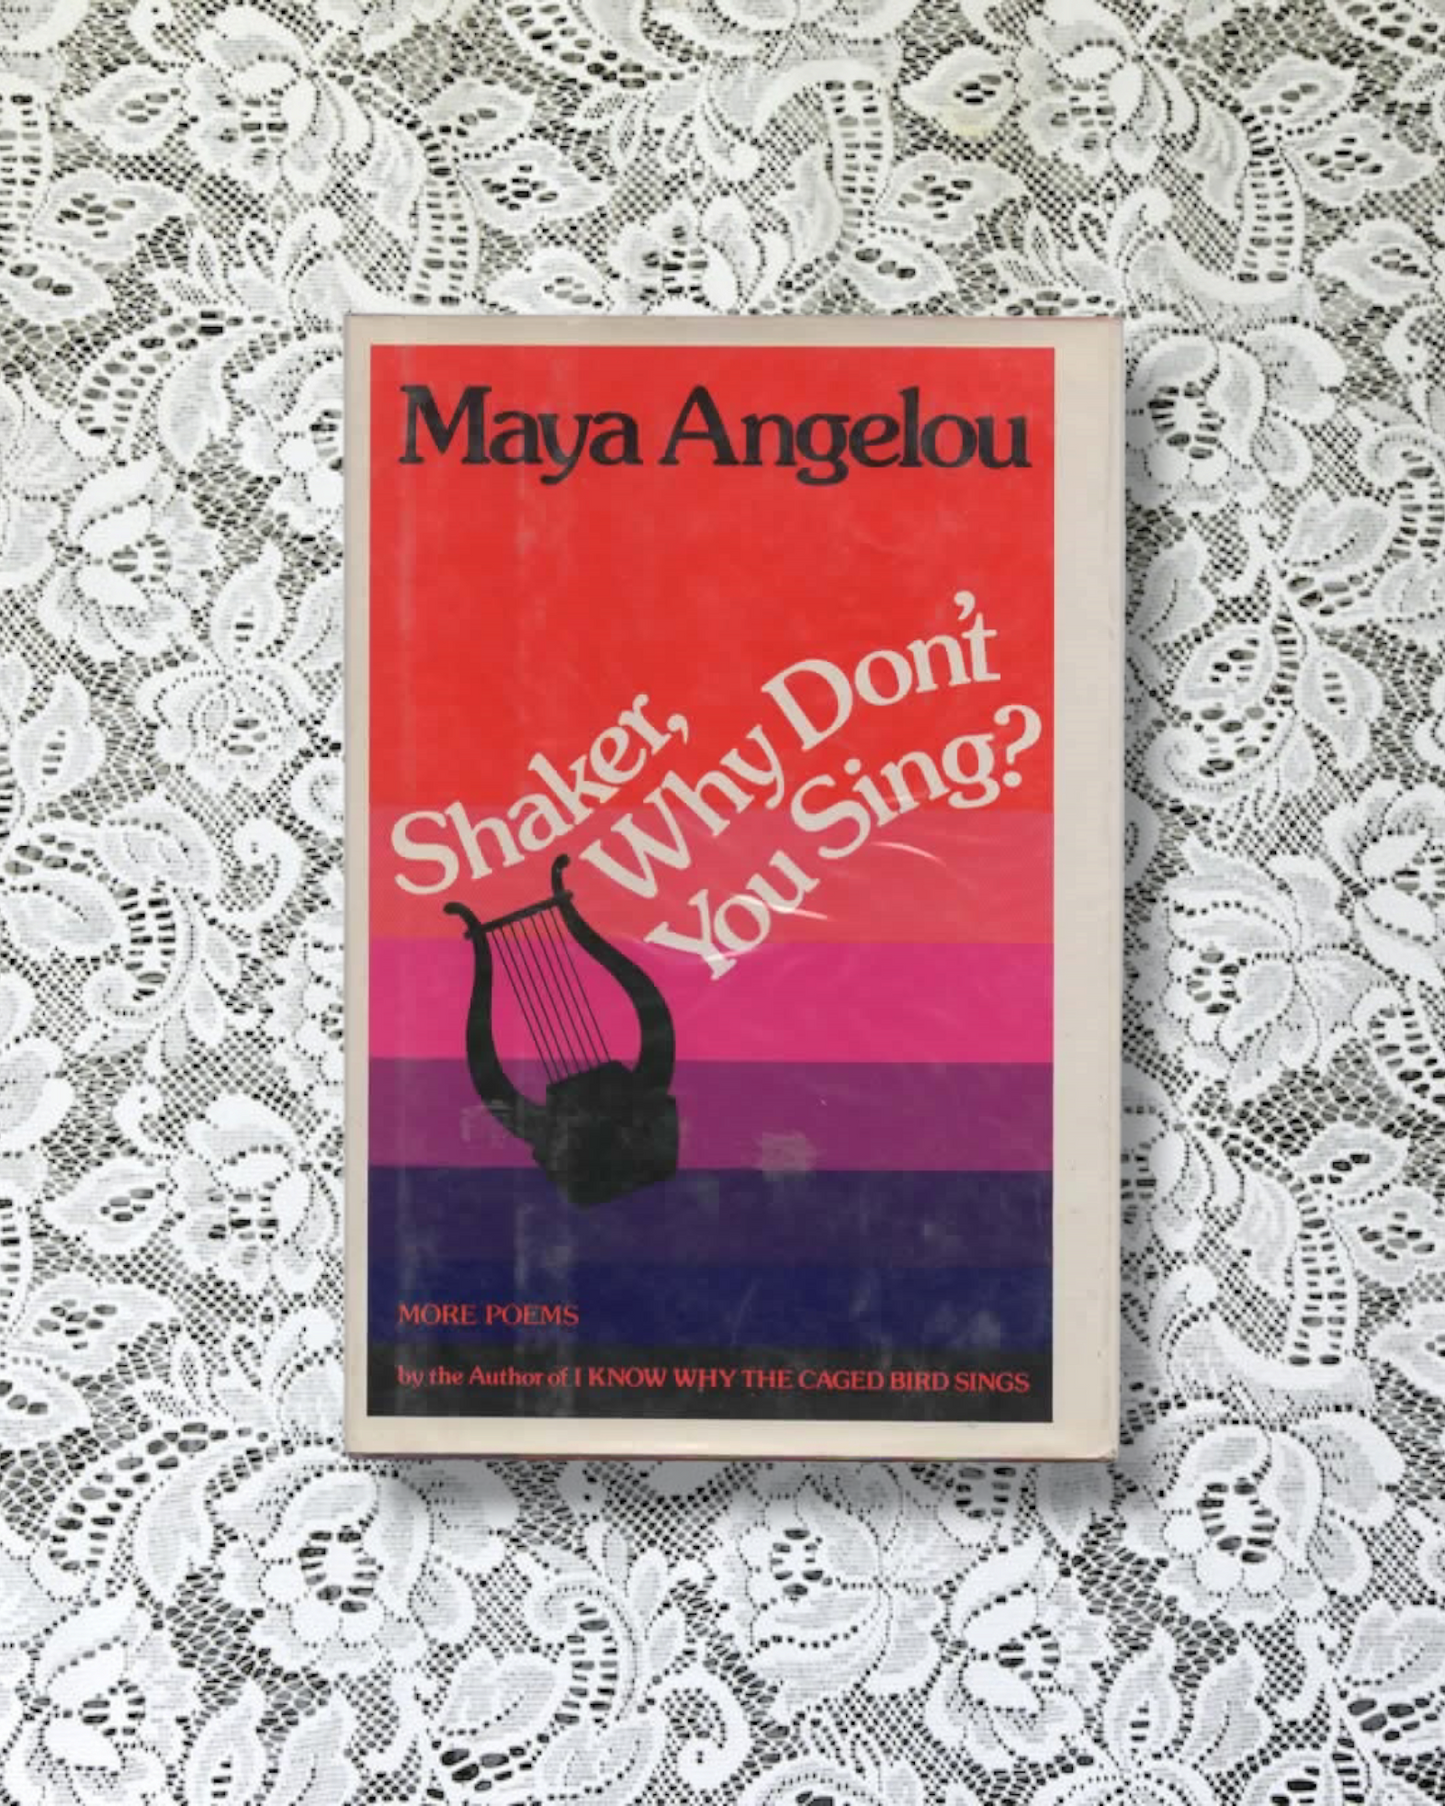 Maya Angelou
Shaker,
Why Don't
You Sing?
MORE POEMS
by the Author of I KNOW WHY THE CAGED BIRD SINGS